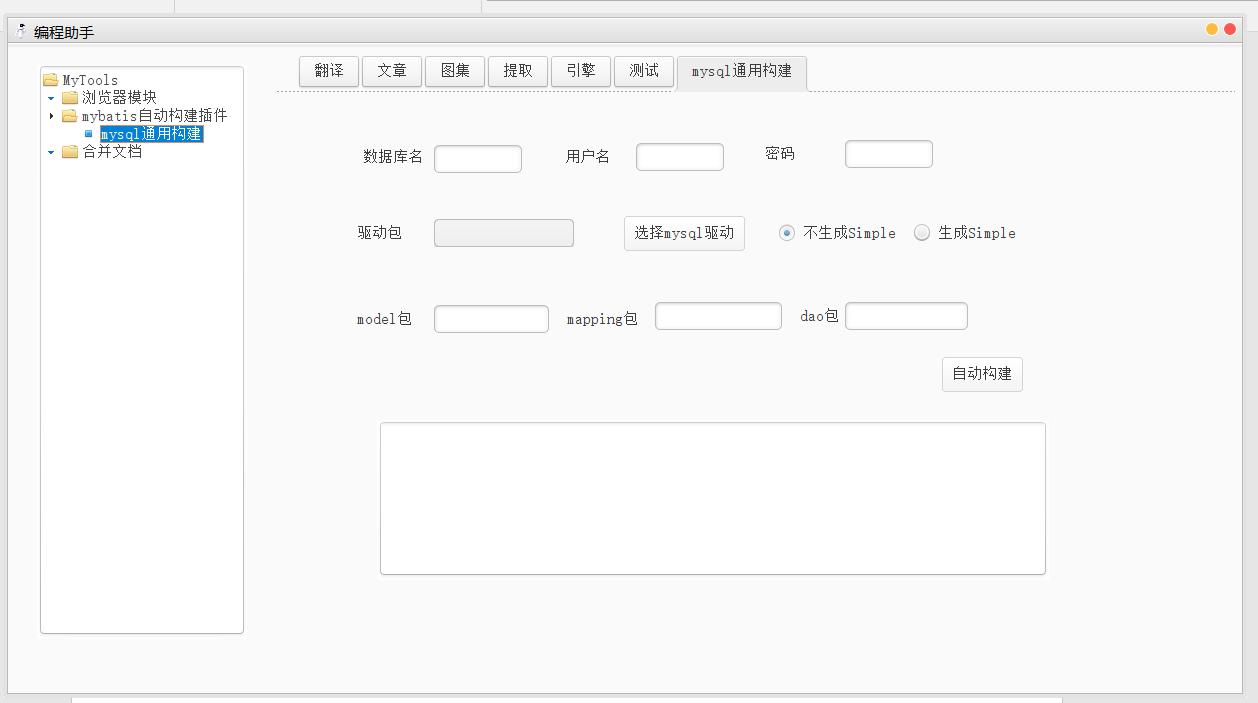 编程助手
MyTools
浏览器模块
mybatis自动构建插件
mysql通用构建
合并文档
翻译 文章 图集 提取 引擎 测试 mysql通用构建
数据库名 用户名 密码
驱动包 选择mysql驱动 不生成Simple 生成Simple
model包 mapping包 dao包
自动构建